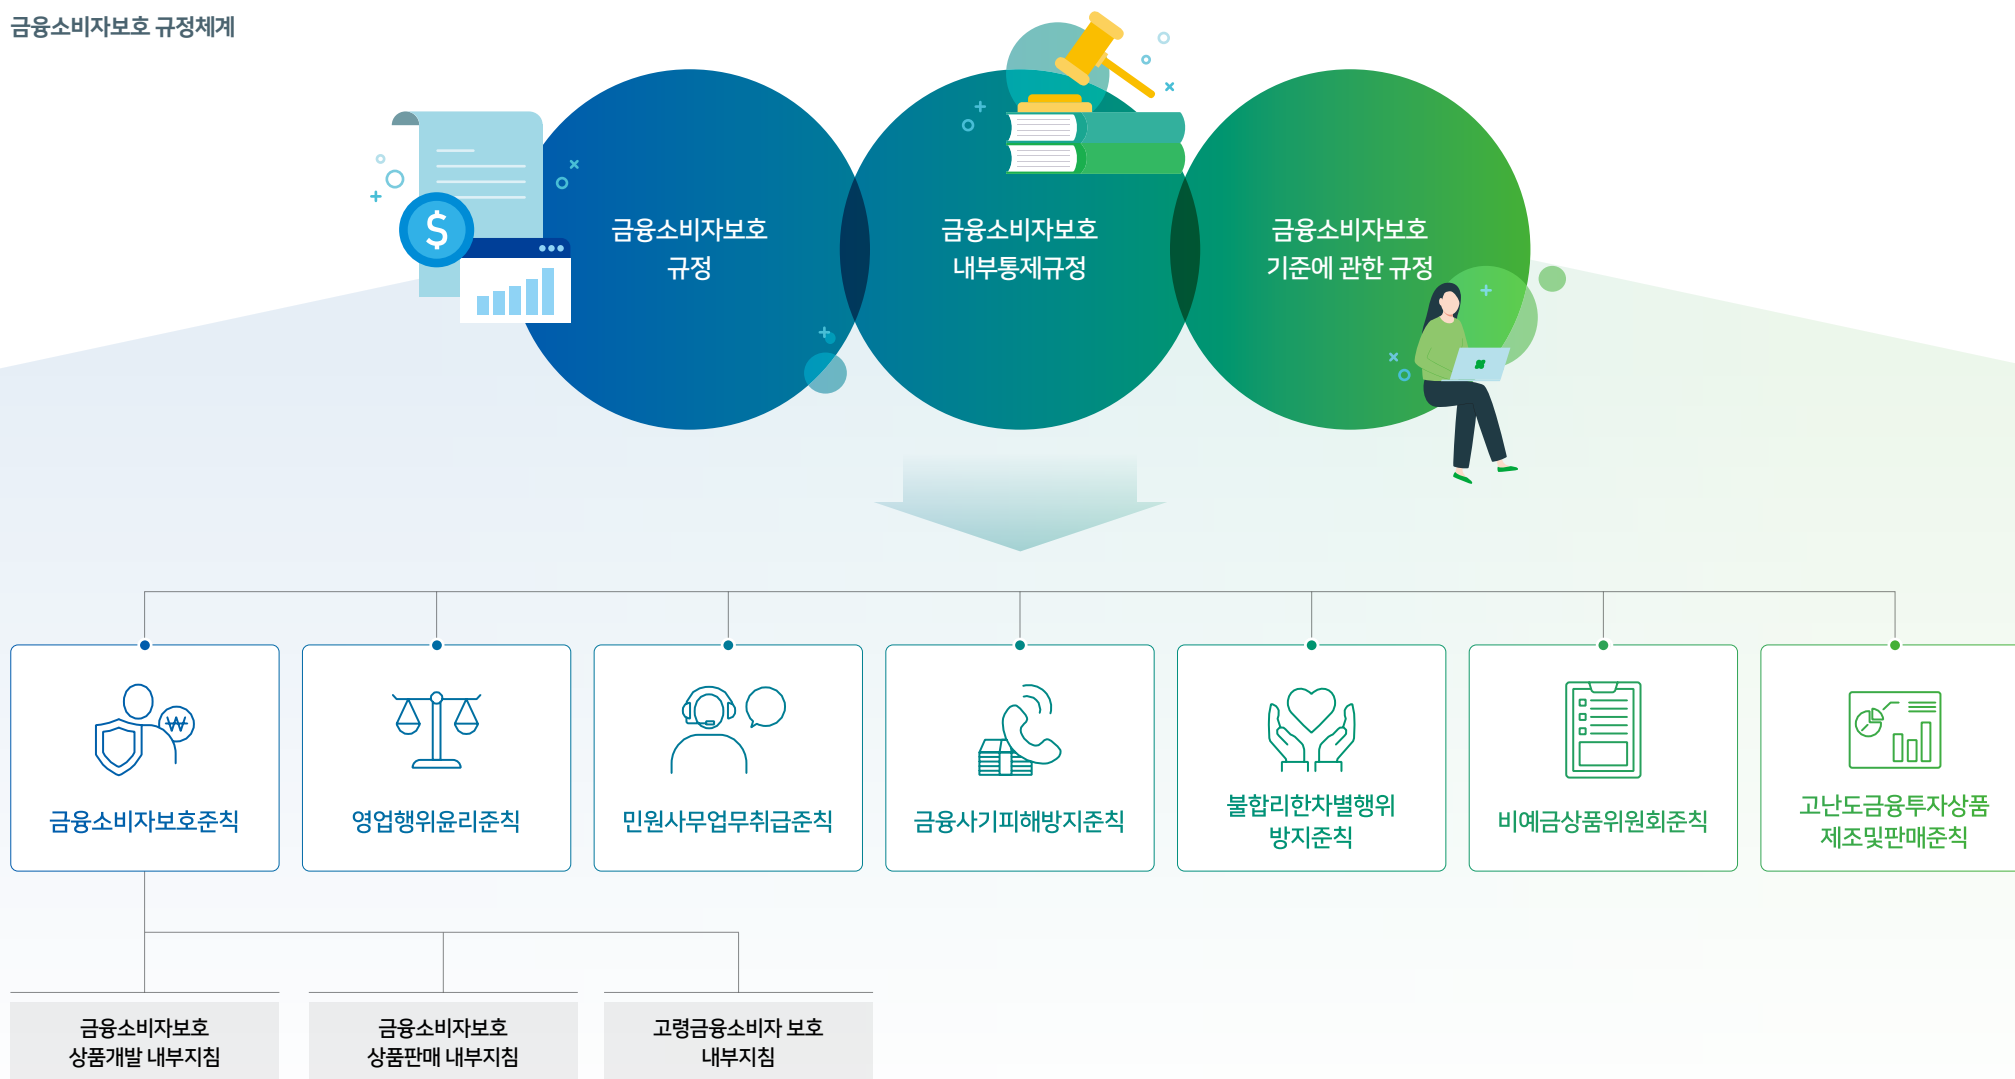 금융소비자보호 규정체계
금융소비자보호
규정
금융소비자보호
내부통제규정
금융소비자보호
기준에 관한 규정
$
₩
금융소비자보호준칙
영업행위윤리준칙
민원사무업무취급준칙
금융사기피해방지준칙
불합리한차별행위
방지준칙
비예금상품위원회준칙
고난도금융투자상품
제조및판매준칙
금융소비자보호
상품개발 내부지침
금융소비자보호
상품판매 내부지침
고령금융소비자 보호
내부지침